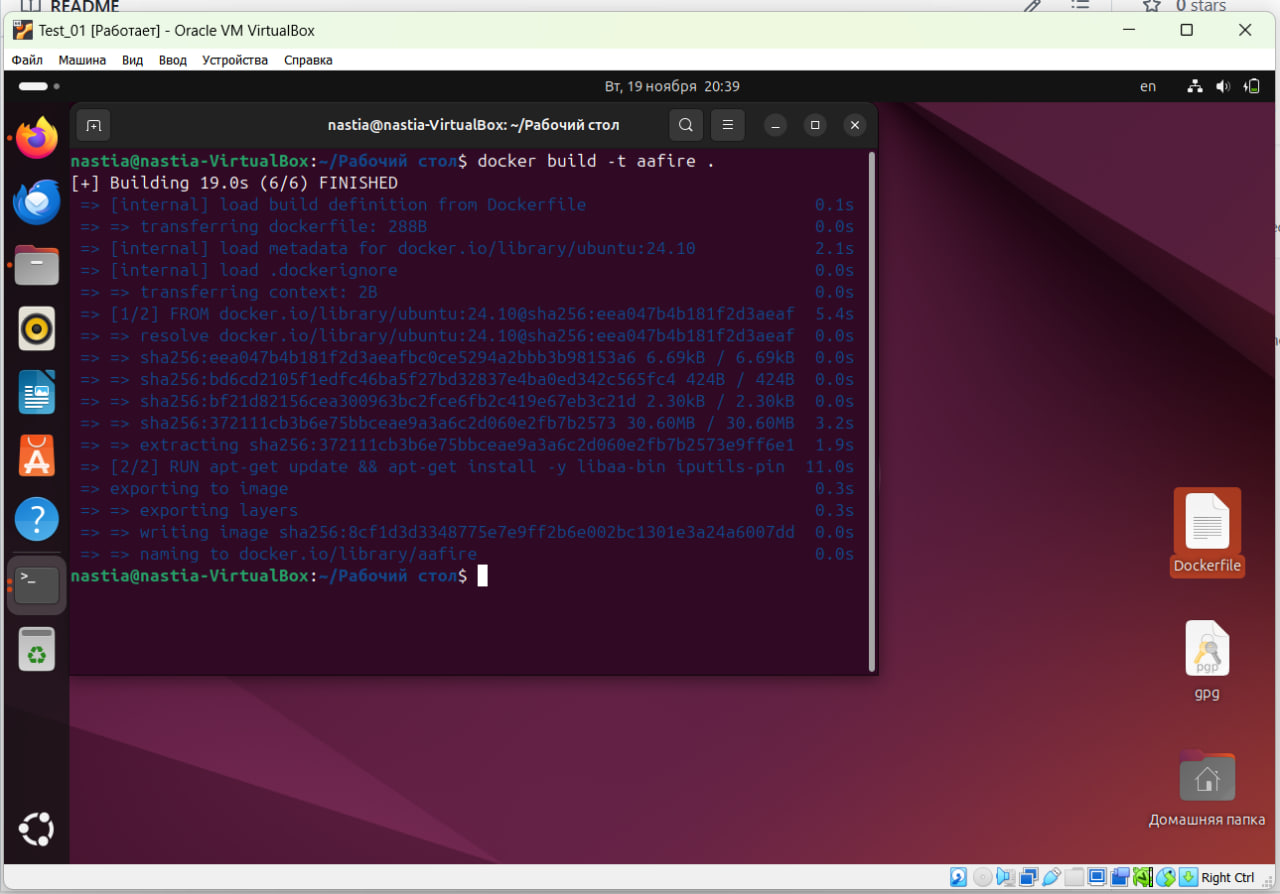 README
0 stars
Test_01 [Работает] - Oracle VM VirtualBox
Файл Машина Вид Ввод Устройства Справка
Вт, 19 ноября 20:39
en
nastia@nastia-VirtualBox: ~/Рабочий стол
nastia@nastia-VirtualBox:~/Рабочий стол$ docker build -t aafire .
[+] Building 19.0s (6/6) FINISHED
=> [internal] load build definition from Dockerfile 0.1s
=> => transferring dockerfile: 288B 0.0s
=> [internal] load metadata for docker.io/library/ubuntu:24.10 2.1s
=> [internal] load .dockerignore 0.0s
=> => transferring context: 2B 0.0s
=> [1/2] FROM docker.io/library/ubuntu:24.10@sha256:eea047b4b181f2d3aeaf 5.4s
=> => resolve docker.io/library/ubuntu:24.10@sha256:eea047b4b181f2d3aeaf 0.0s
=> => sha256:eea047b4b181f2d3aeafbc0ce5294a2bbb3b98153a6 6.69kB / 6.69kB 0.0s
=> => sha256:bd6cd2105f1edfc46ba5f27bd32837e4ba0ed342c565fc4 424B / 424B 0.0s
=> => sha256:bf21d82156cea300963bc2fce6fb2c419e67eb3c21d 2.30kB / 2.30kB 0.0s
=> => sha256:372111cb3b6e75bbceae9a3a6c2d060e2fb7b2573 30.60MB / 30.60MB 3.2s
=> => extracting sha256:372111cb3b6e75bbceae9a3a6c2d060e2fb7b2573e9ff6e1 1.9s
=> [2/2] RUN apt-get update && apt-get install -y libaa-bin iputils-pin 11.0s
=> exporting to image 0.3s
=> => exporting layers 0.3s
=> => writing image sha256:8cf1d3d3348775e7e9ff2b6e002bc1301e3a24a6007dd 0.0s
=> => naming to docker.io/library/aafire 0.0s
nastia@nastia-VirtualBox:~/Рабочий стол$
Dockerfile
pgp
gpg
Домашняя папка
Right Ctrl